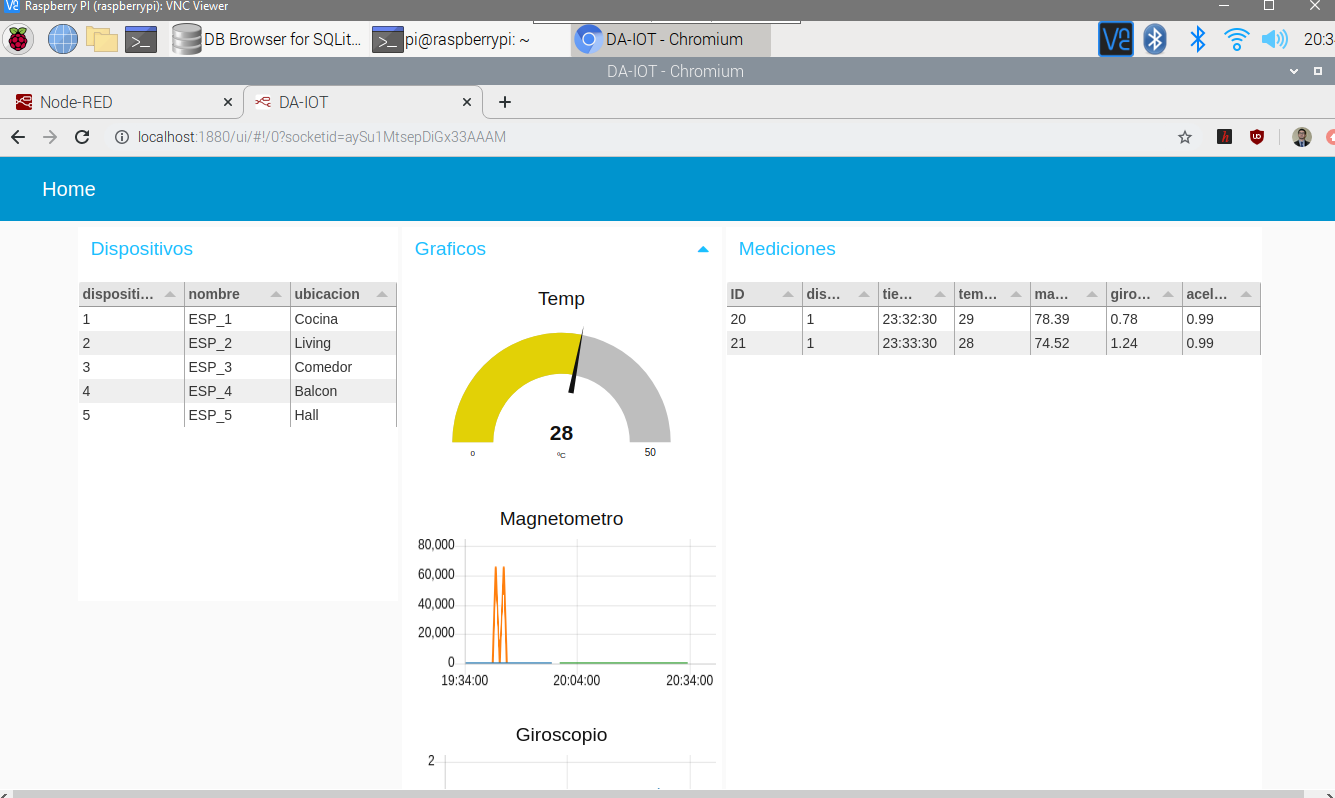 Raspberry PI (raspberrypi): VNC Viewer
DB Browser for SQLit...
pi@raspberrypi: ~
DA-IOT - Chromium
20:3
DA-IOT - Chromium
Node-RED
DA-IOT
localhost:1880/ui/#!/0?socketid=aySu1MtsepDiGx33AAAM
Home
Dispositivos
dispositi... nombre ubicacion
1 ESP_1 Cocina
2 ESP_2 Living
3 ESP_3 Comedor
4 ESP_4 Balcon
5 ESP_5 Hall
Graficos
Temp
28
ºC
0
50
Magnetometro
80,000
60,000
40,000
20,000
0
19:34:00 20:04:00 20:34:00
Giroscopio
2
Mediciones
ID dis... tie... tem... ma... giro... acel...
20 1 23:32:30 29 78.39 0.78 0.99
21 1 23:33:30 28 74.52 1.24 0.99